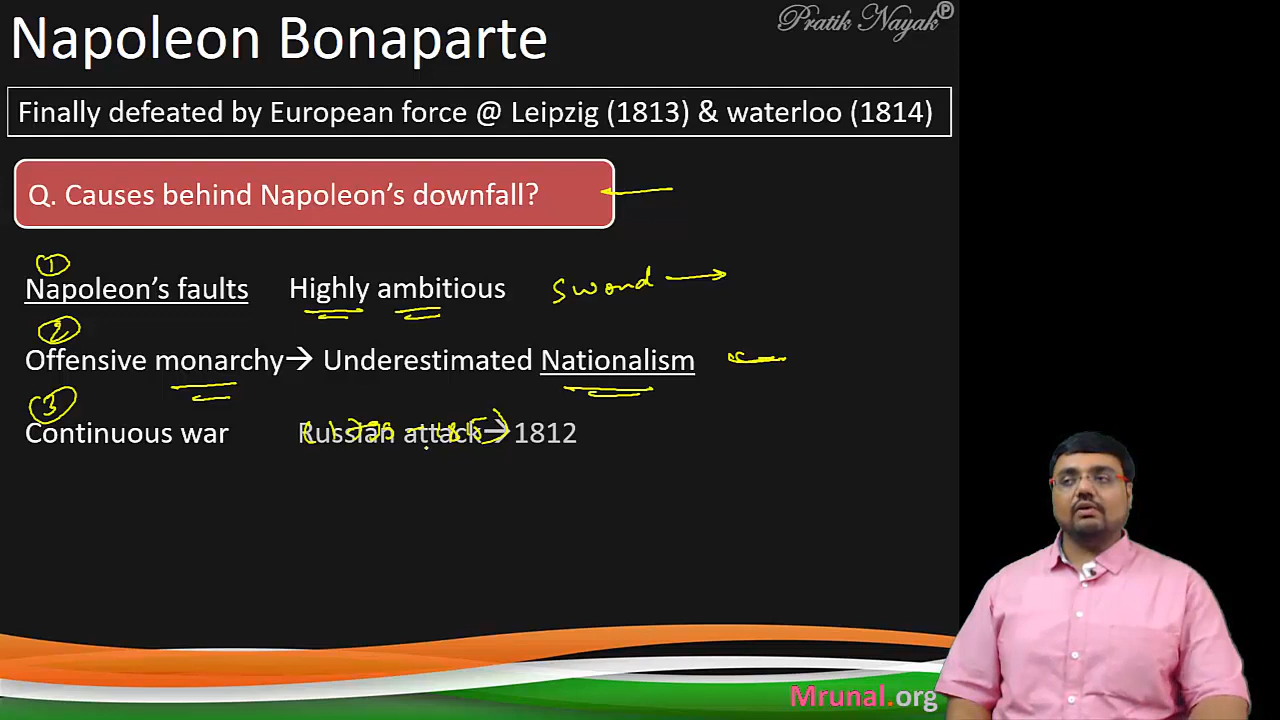 Pratik Nayak ℗
Napoleon Bonaparte
Finally defeated by European force @ Leipzig (1813) & waterloo (1814)
Q. Causes behind Napoleon's downfall?
1
Napoleon's faults Highly ambitious Sword →
2
Offensive monarchy→ Underestimated Nationalism
3
Continuous war Russian attack→1812
Mrunal.org